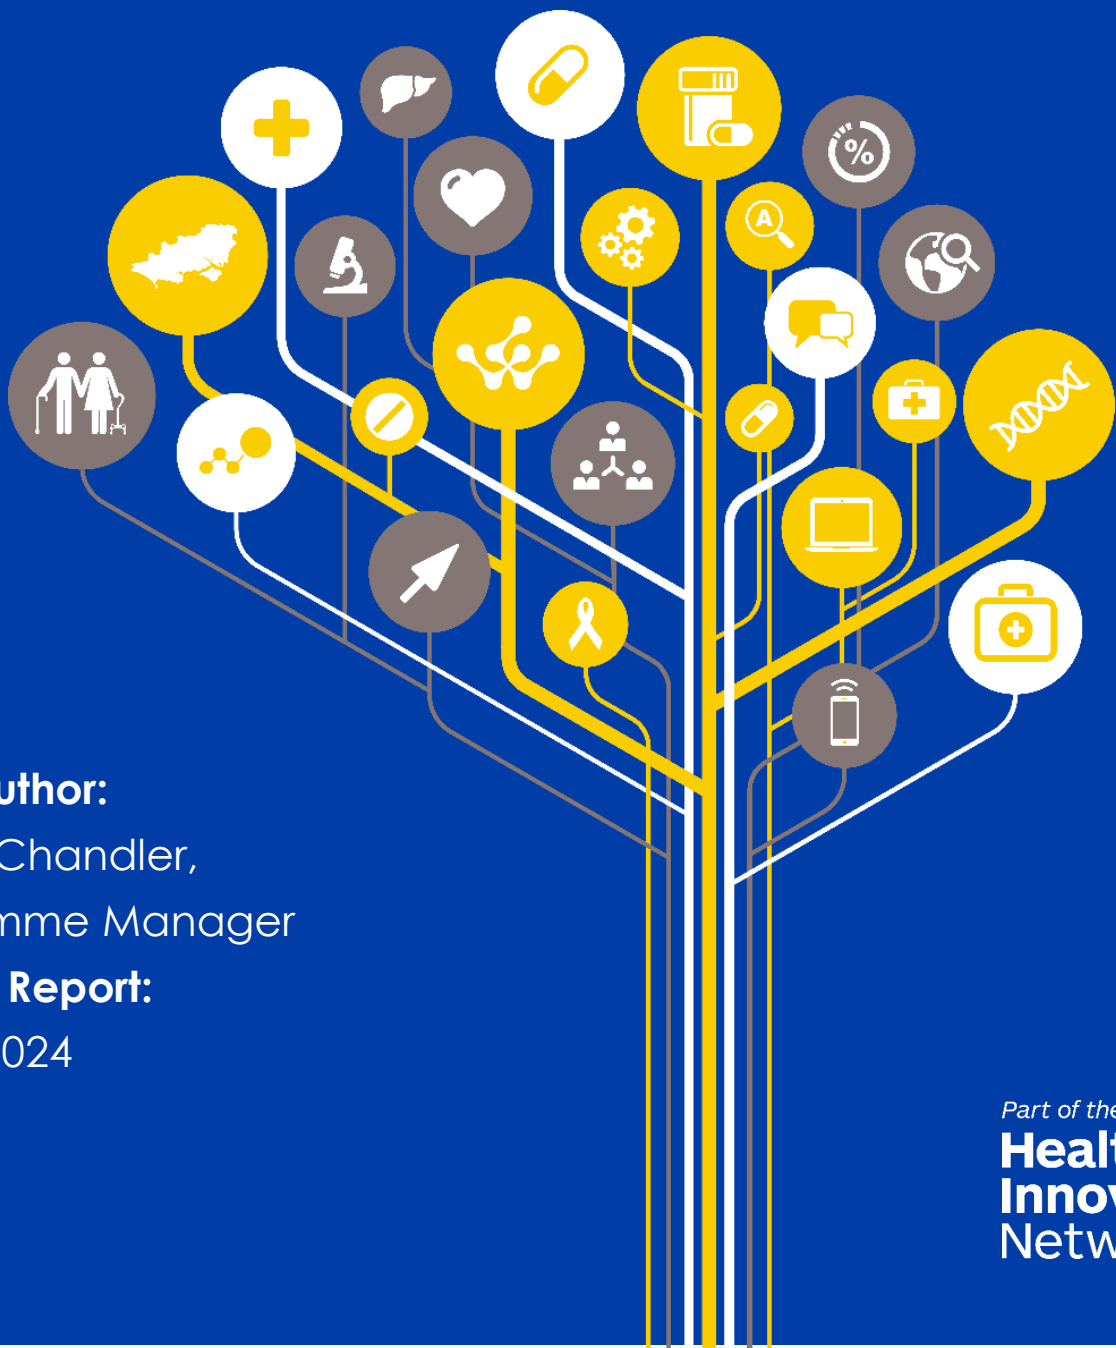 %
A
uthor:
Chandler,
mme Manager
Report:
024
Part of the
Healt
Innov
Netw